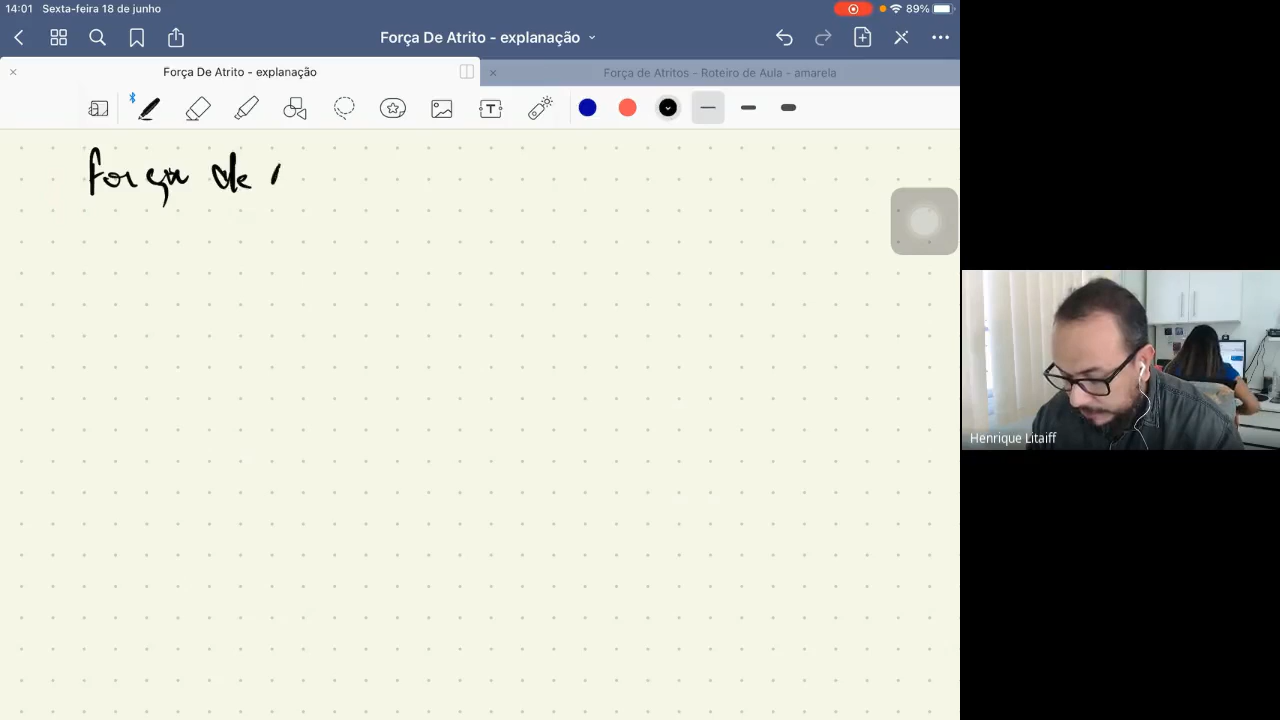 14:01 Sexta-feira 18 de junho 89%
Força De Atrito - explanação
Força De Atrito - explanação Força de Atritos - Roteiro de Aula - amarela
T
Força de
Henrique Litaiff